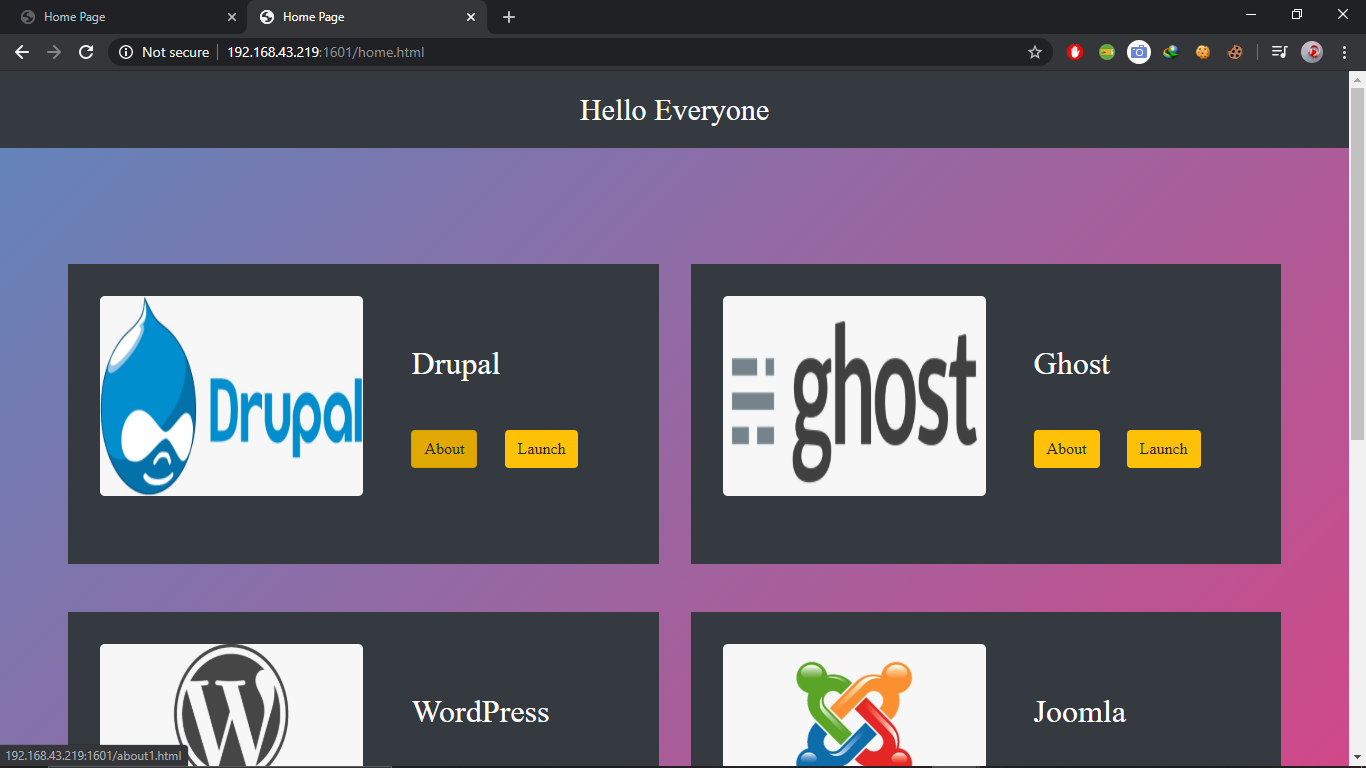 Home Page
Home Page
Not secure
192.168.43.219:1601/home.html
Hello Everyone
Drupal
Drupal
About
Launch
ghost
Ghost
About
Launch
W
WordPress
Joomla
192.168.43.219:1601/about1.html